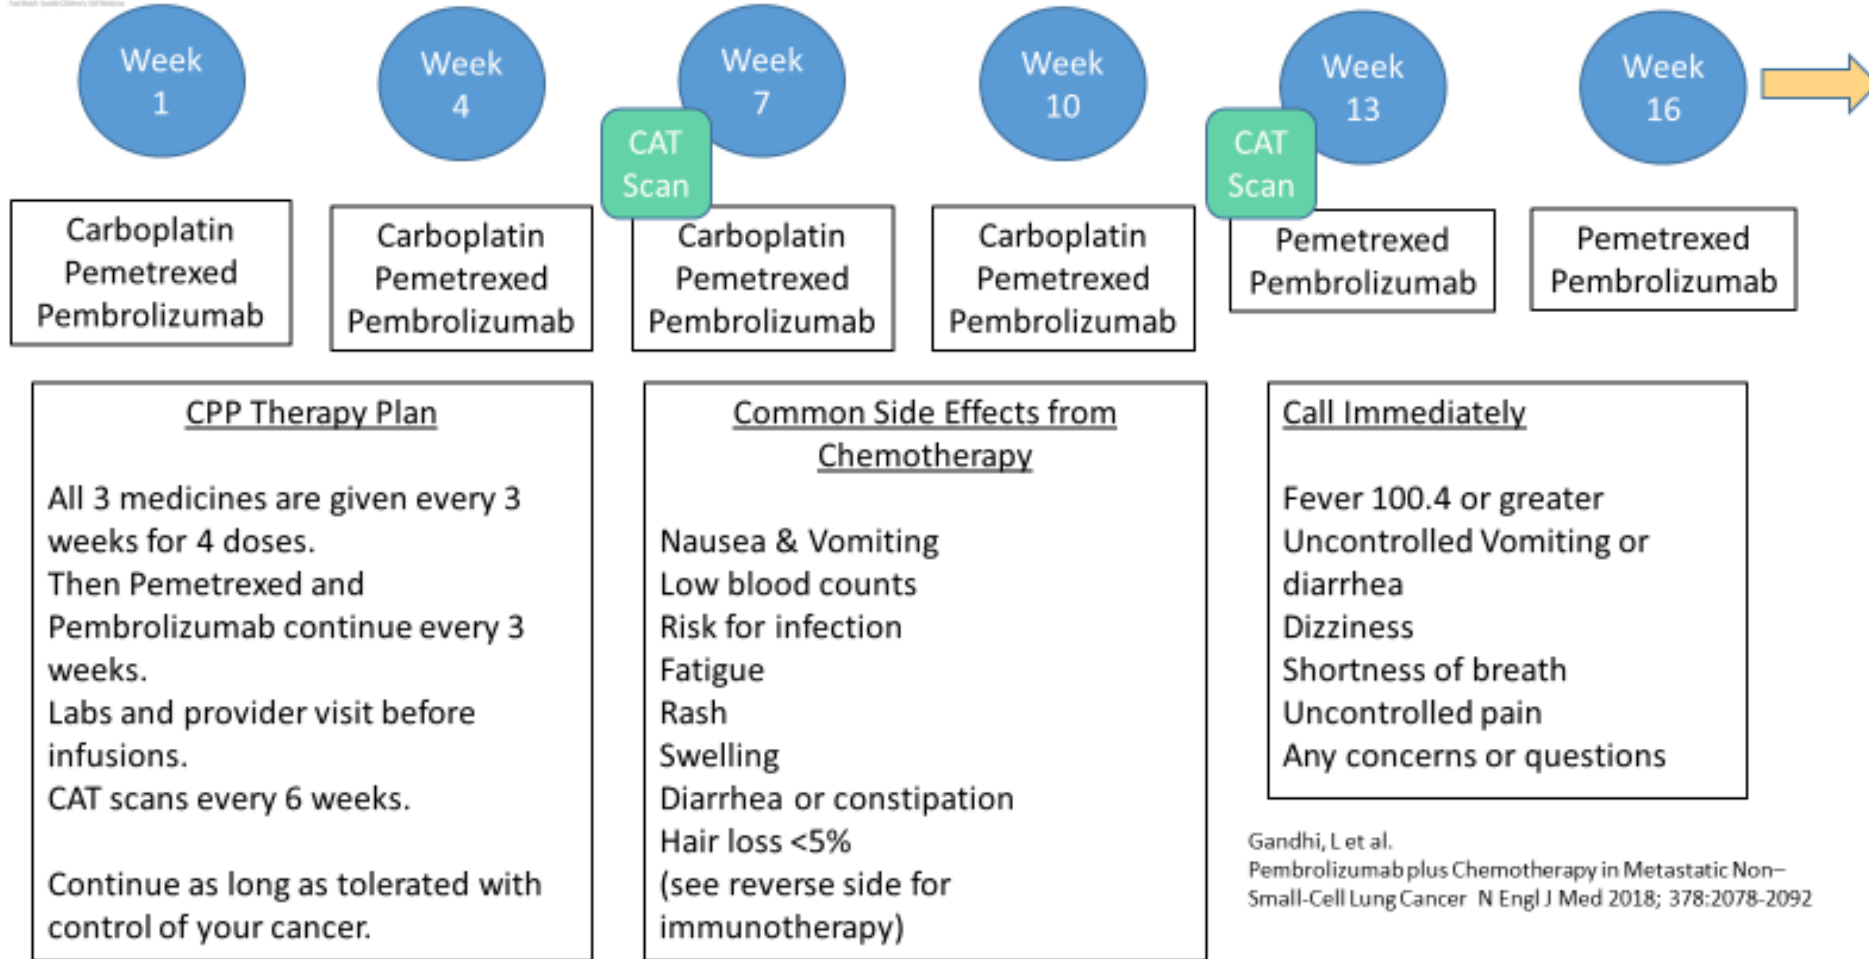 Week
1
Week
4
Week
7
Week
10
Week
13
Week
16
CAT
Scan
CAT
Scan
Carboplatin
Pemetrexed
Pembrolizumab
Carboplatin
Pemetrexed
Pembrolizumab
Carboplatin
Pemetrexed
Pembrolizumab
Carboplatin
Pemetrexed
Pembrolizumab
Pemetrexed
Pembrolizumab
Pemetrexed
Pembrolizumab
CPP Therapy Plan
All 3 medicines are given every 3
weeks for 4 doses.
Then Pemetrexed and
Pembrolizumab continue every 3
weeks.
Labs and provider visit before
infusions.
CAT scans every 6 weeks.
Continue as long as tolerated with
control of your cancer.
Common Side Effects from
Chemotherapy
Nausea & Vomiting
Low blood counts
Risk for infection
Fatigue
Rash
Swelling
Diarrhea or constipation
Hair loss <5%
(see reverse side for
immunotherapy)
Call Immediately
Fever 100.4 or greater
Uncontrolled Vomiting or
diarrhea
Dizziness
Shortness of breath
Uncontrolled pain
Any concerns or questions
Gandhi, L et al.
Pembrolizumab plus Chemotherapy in Metastatic Non–
Small-Cell Lung Cancer N Engl J Med 2018; 378:2078-2092